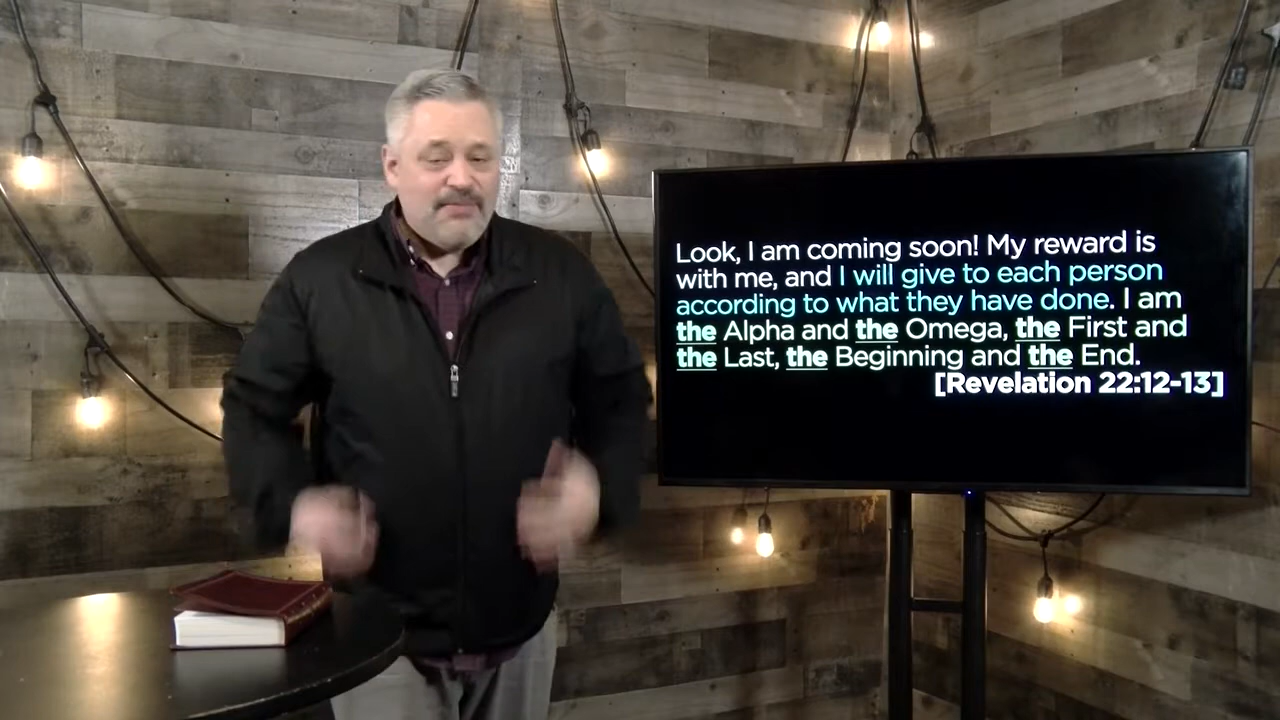 Look, I am coming soon! My reward is
with me, and I will give to each person
according to what they have done. I am
the Alpha and the Omega, the First and
the Last, the Beginning and the End.
[Revelation 22:12-13]